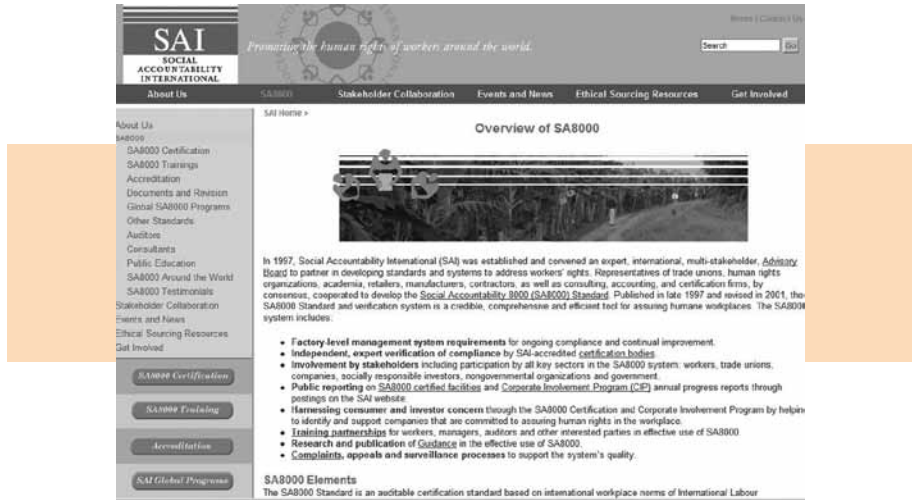 SAI
SOCIAL
ACCOUNTABILITY
INTERNATIONAL
Promoting the human rights of workers around the world.
Home | Contact Us
Search Go
About Us SA8000 Stakeholder Collaboration Events and News Ethical Sourcing Resources Get Involved
About Us
SA8000
SA8000 Certification
SA8000 Trainings
Accreditation
Documents and Revision
Global SA8000 Programs
Other Standards
Auditors
Consultants
Public Education
SA8000 Around the World
SA8000 Testimonials
Stakeholder Collaboration
Events and News
Ethical Sourcing Resources
Get Involved
SA8000 Certification
SA8000 Training
Accreditation
SAI Global Programs
SAI Home >
Overview of SA8000
In 1997, Social Accountability International (SAI) was established and convened an expert, international, multi-stakeholder, Advisory
Board to partner in developing standards and systems to address workers' rights. Representatives of trade unions, human rights
organizations, academia, retailers, manufacturers, contractors, as well as consulting, accounting, and certification firms, by
consensus, cooperated to develop the Social Accountability 8000 (SA8000) Standard. Published in late 1997 and revised in 2001, the
SA8000 Standard and verification system is a credible, comprehensive and efficient tool for assuring humane workplaces. The SA8000
system includes:
• Factory-level management system requirements for ongoing compliance and continual improvement.
• Independent, expert verification of compliance by SAI-accredited certification bodies.
• Involvement by stakeholders including participation by all key sectors in the SA8000 system: workers, trade unions,
companies, socially responsible investors, nongovernmental organizations and government.
• Public reporting on SA8000 certified facilities and Corporate Involvement Program (CIP) annual progress reports through
postings on the SAI website.
• Harnessing consumer and investor concern through the SA8000 Certification and Corporate Involvement Program by helpin
to identify and support companies that are committed to assuring human rights in the workplace.
• Training partnerships for workers, managers, auditors and other interested parties in effective use of SA8000.
• Research and publication of Guidance in the effective use of SA8000.
• Complaints, appeals and surveillance processes to support the system's quality.
SA8000 Elements
The SA8000 Standard is an auditable certification standard based on international workplace norms of International Labour